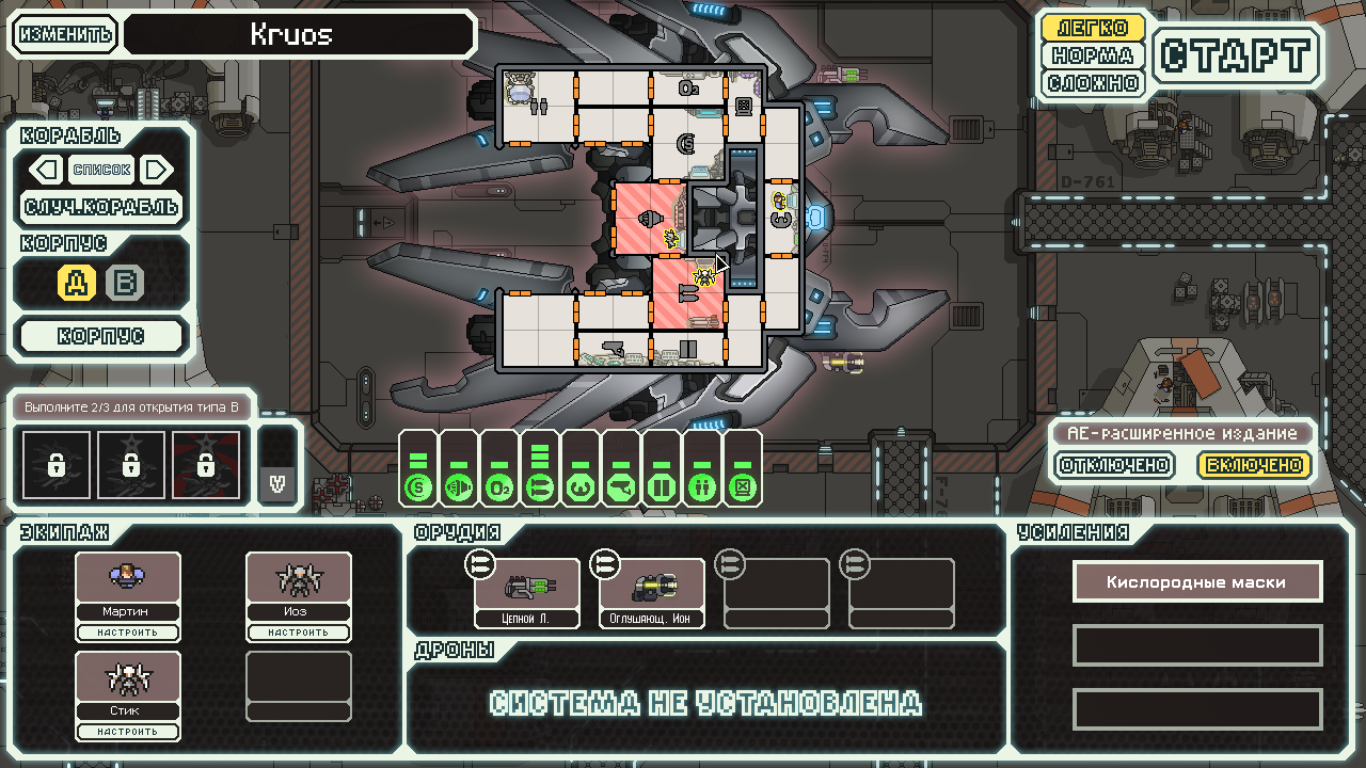 ИЗМЕНИТЬ
Kruos
ЛЕГКО
НОРМА
СЛОЖНО
СТАРТ
КОРАБЛЬ
СПИСОК
СЛУЧ.КОРАБЛЬ
КОРПУС
A
B
КОРПУС
D-761
Выполните 2/3 для открытия типа B
АЕ-расширенное издание
ОТКЛЮЧЕНО
ВКЛЮЧЕНО
ЭКИПАЖ
Мартин
НАСТРОИТЬ
Иоз
НАСТРОИТЬ
Стик
НАСТРОИТЬ
ОРУДИЯ
Цепной Л.
Оглушающ. Ион
ДРОНЫ
СИСТЕМА НЕ УСТАНОВЛЕНА
УСИЛЕНИЯ
Кислородные маски